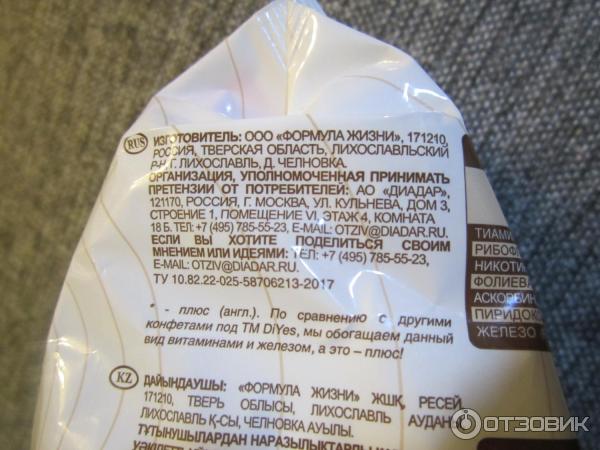 RUS
ИЗГОТОВИТЕЛЬ: ООО «ФОРМУЛА ЖИЗНИ», 171210,
РОССИЯ, ТВЕРСКАЯ ОБЛАСТЬ, ЛИХОСЛАВЛЬСКИЙ
Р-Н, Г. ЛИХОСЛАВЛЬ, Д. ЧЕЛНОВКА.
ОРГАНИЗАЦИЯ, УПОЛНОМОЧЕННАЯ ПРИНИМАТЬ
ПРЕТЕНЗИИ ОТ ПОТРЕБИТЕЛЕЙ: АО «ДИАДАР»,
121170, РОССИЯ, Г. МОСКВА, УЛ. КУЛЬНЕВА, ДОМ 3,
СТРОЕНИЕ 1, ПОМЕЩЕНИЕ VI, ЭТАЖ 4, КОМНАТА
18 Б. ТЕЛ: +7 (495) 785-55-23, E-MAIL: OTZIV@DIADAR.RU.
ЕСЛИ ВЫ ХОТИТЕ ПОДЕЛИТЬСЯ СВОИМ
МНЕНИЕМ ИЛИ ИДЕЯМИ: ТЕЛ: +7 (495) 785-55-23,
E-MAIL: OTZIV@DIADAR.RU.
ТУ 10.82.22-025-58706213-2017
* - плюс (англ.). По сравнению с другими
конфетами под ТМ DiYes, мы обогащаем данный
вид витаминами и железом, а это – плюс!
KZ
ДАЙЫНДАУШЫ: «ФОРМУЛА ЖИЗНИ» ЖШҚ, РЕСЕЙ
171210, ТВЕРЬ ОБЛЫСЫ, ЛИХОСЛАВЛЬ АУДАН
ЛИХОСЛАВЛЬ Қ-СЫ, ЧЕЛНОВКА АУЫЛЫ.
ТҰТЫНУШЫЛАРДАН НАРАЗЫЛЫҚТАРДЫ
ТИАМИ
РИБОФ
НИКОТИ
ФОЛИЕВА
АСКОРБИН
ПИРИДОК
ЖЕЛЕЗО
ОТЗОВИК